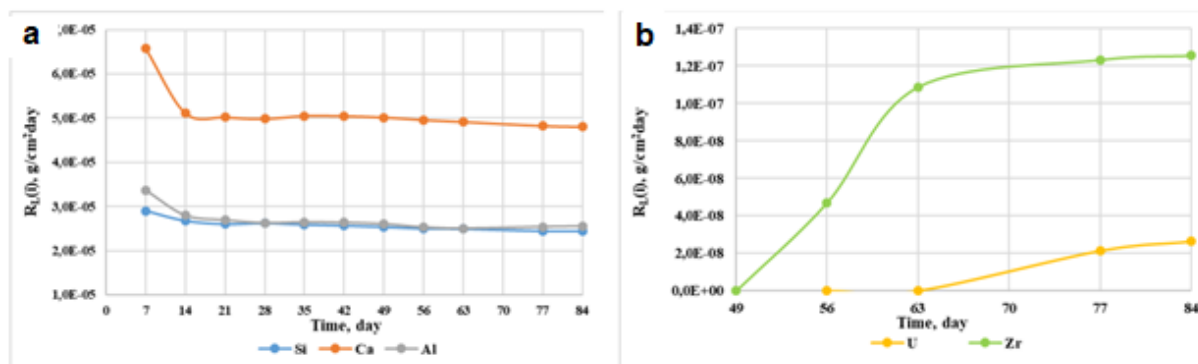 a
7,0E-05
6,0E-05
5,0E-05
4,0E-05
3,0E-05
2,0E-05
1,0E-05
R_L(i), g/cm²day
0 7 14 21 28 35 42 49 56 63 70 77 84
Time, day
Si Ca Al
b
1,4E-07
1,2E-07
1,0E-07
8,0E-08
6,0E-08
4,0E-08
2,0E-08
0,0E+00
R_L(i), g/cm²day
49 56 63 70 77 84
Time, day
U Zr